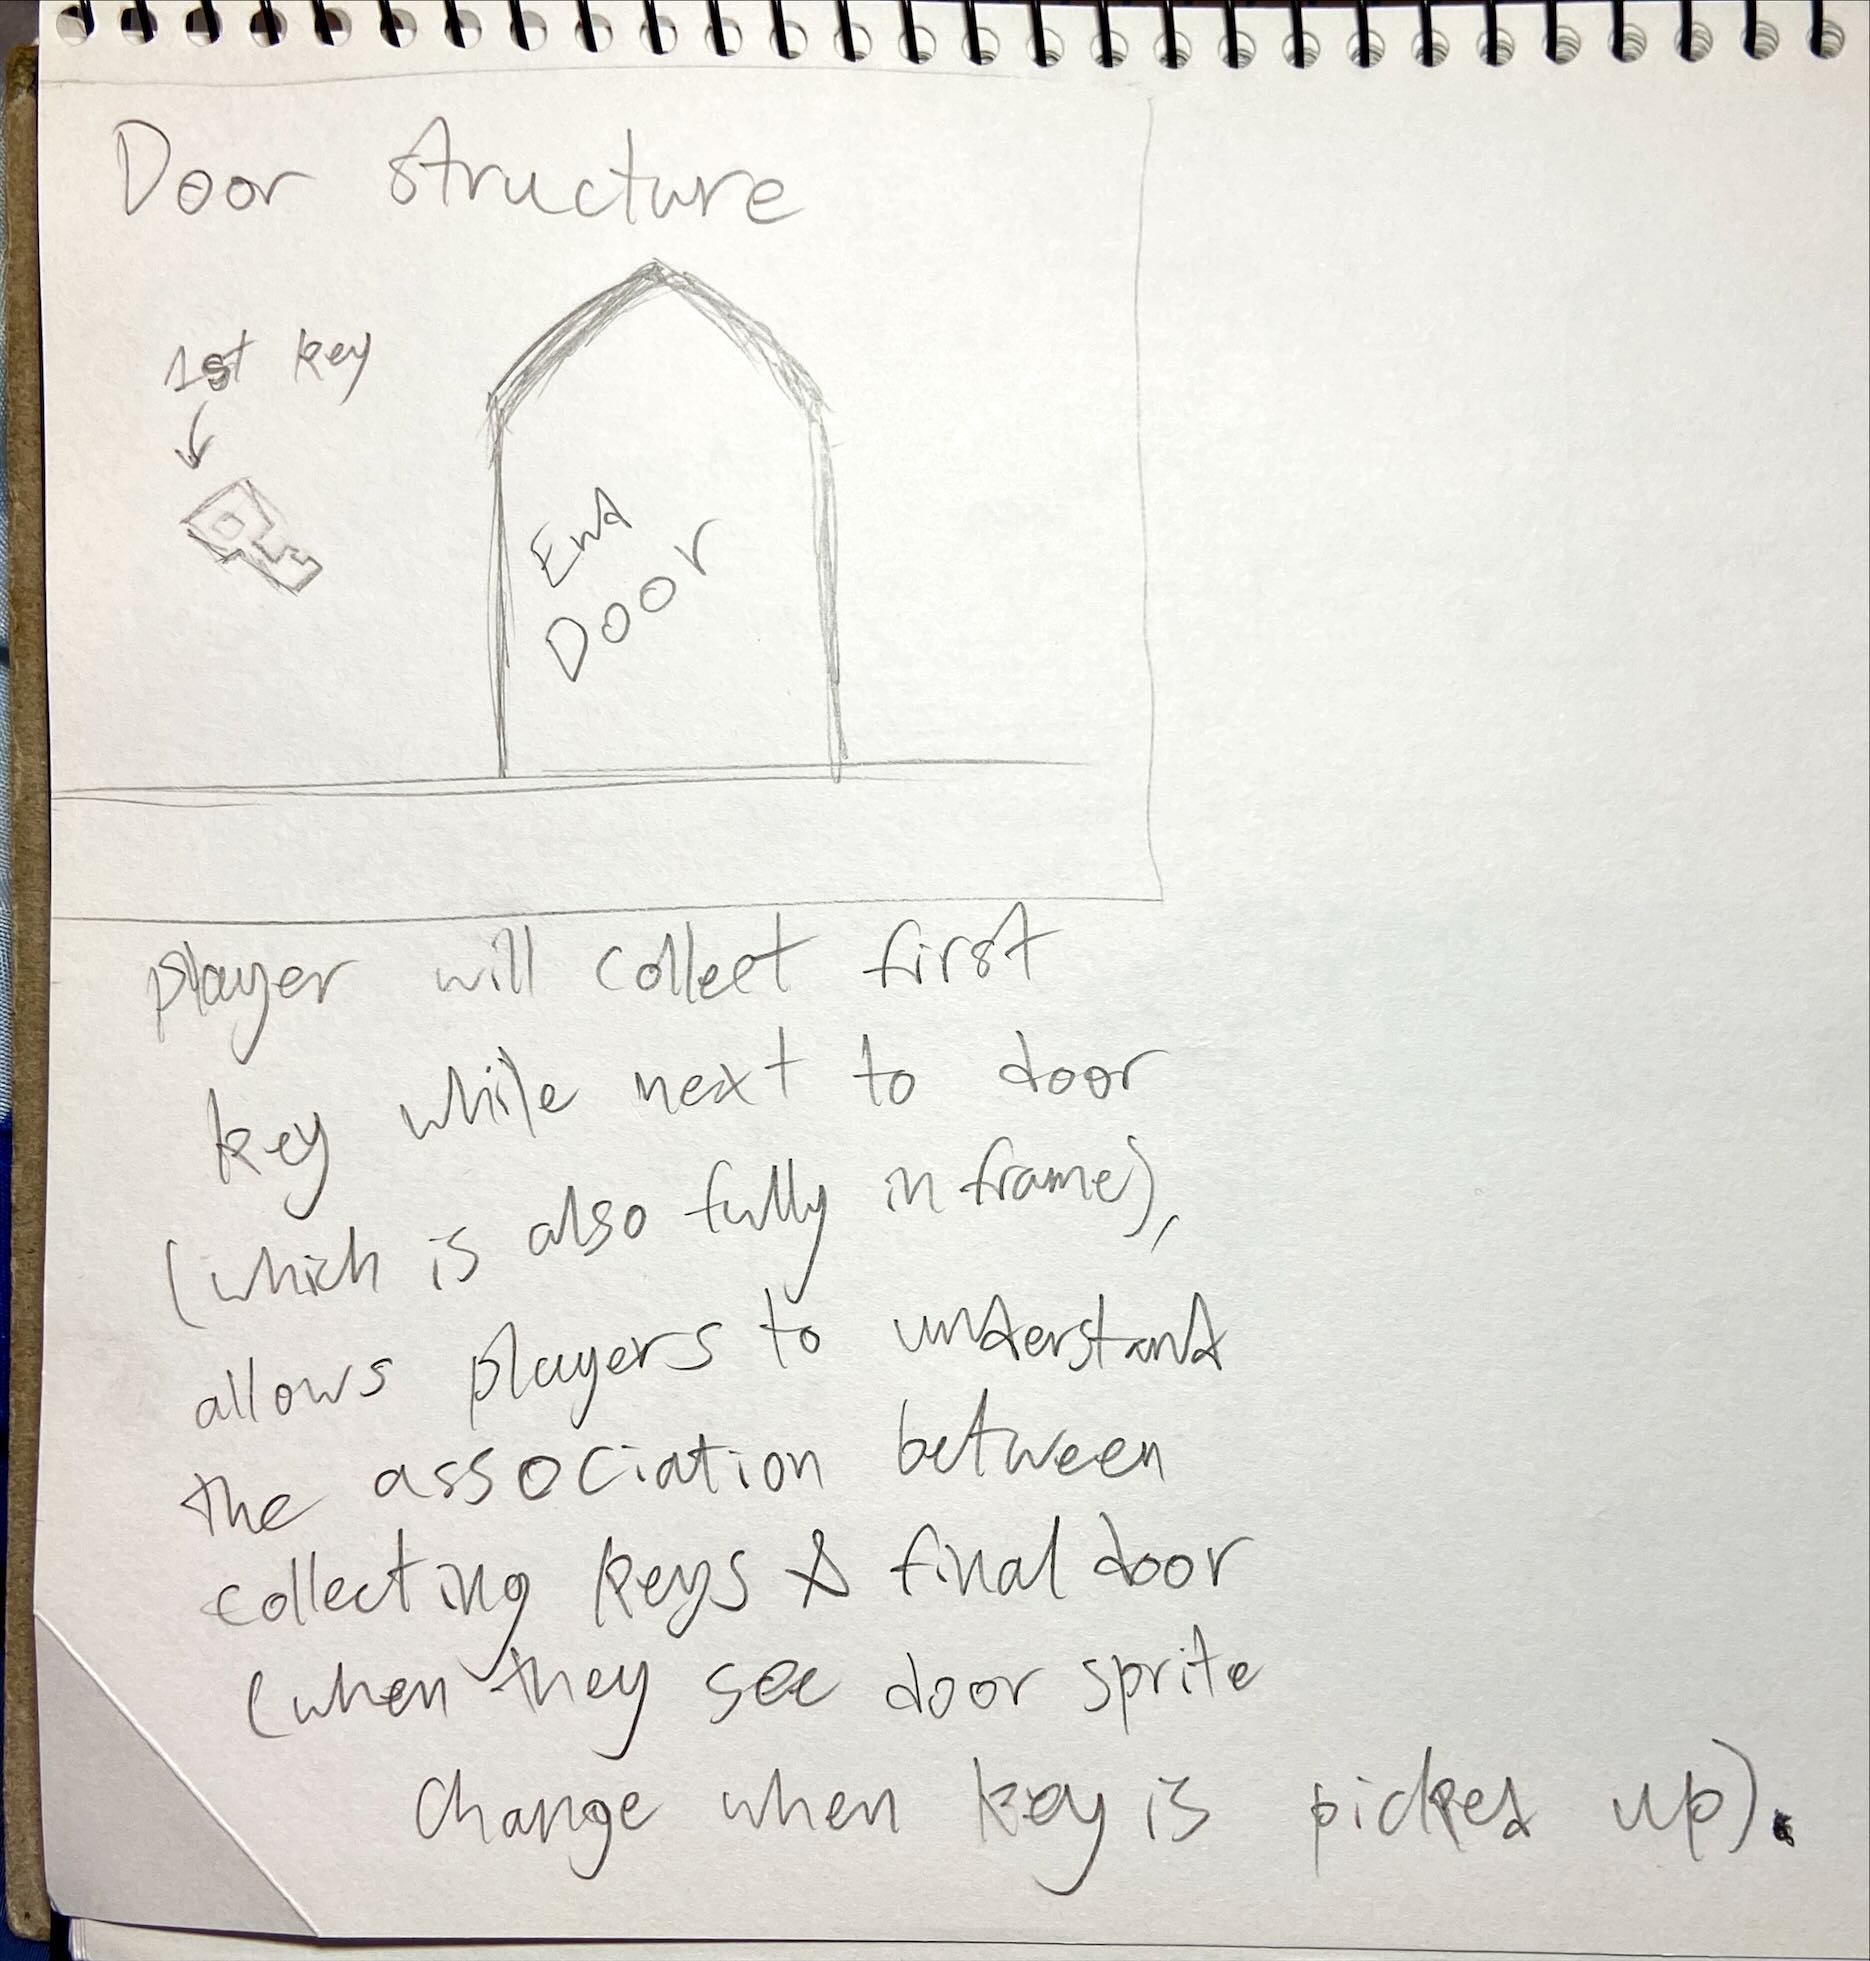 Door structure
1st key
End
Door
player will collect first
key while next to door
(which is also fully in frame),
allows players to understand
the association between
collecting keys & final door
(when they see door sprite
change when key is picked up).